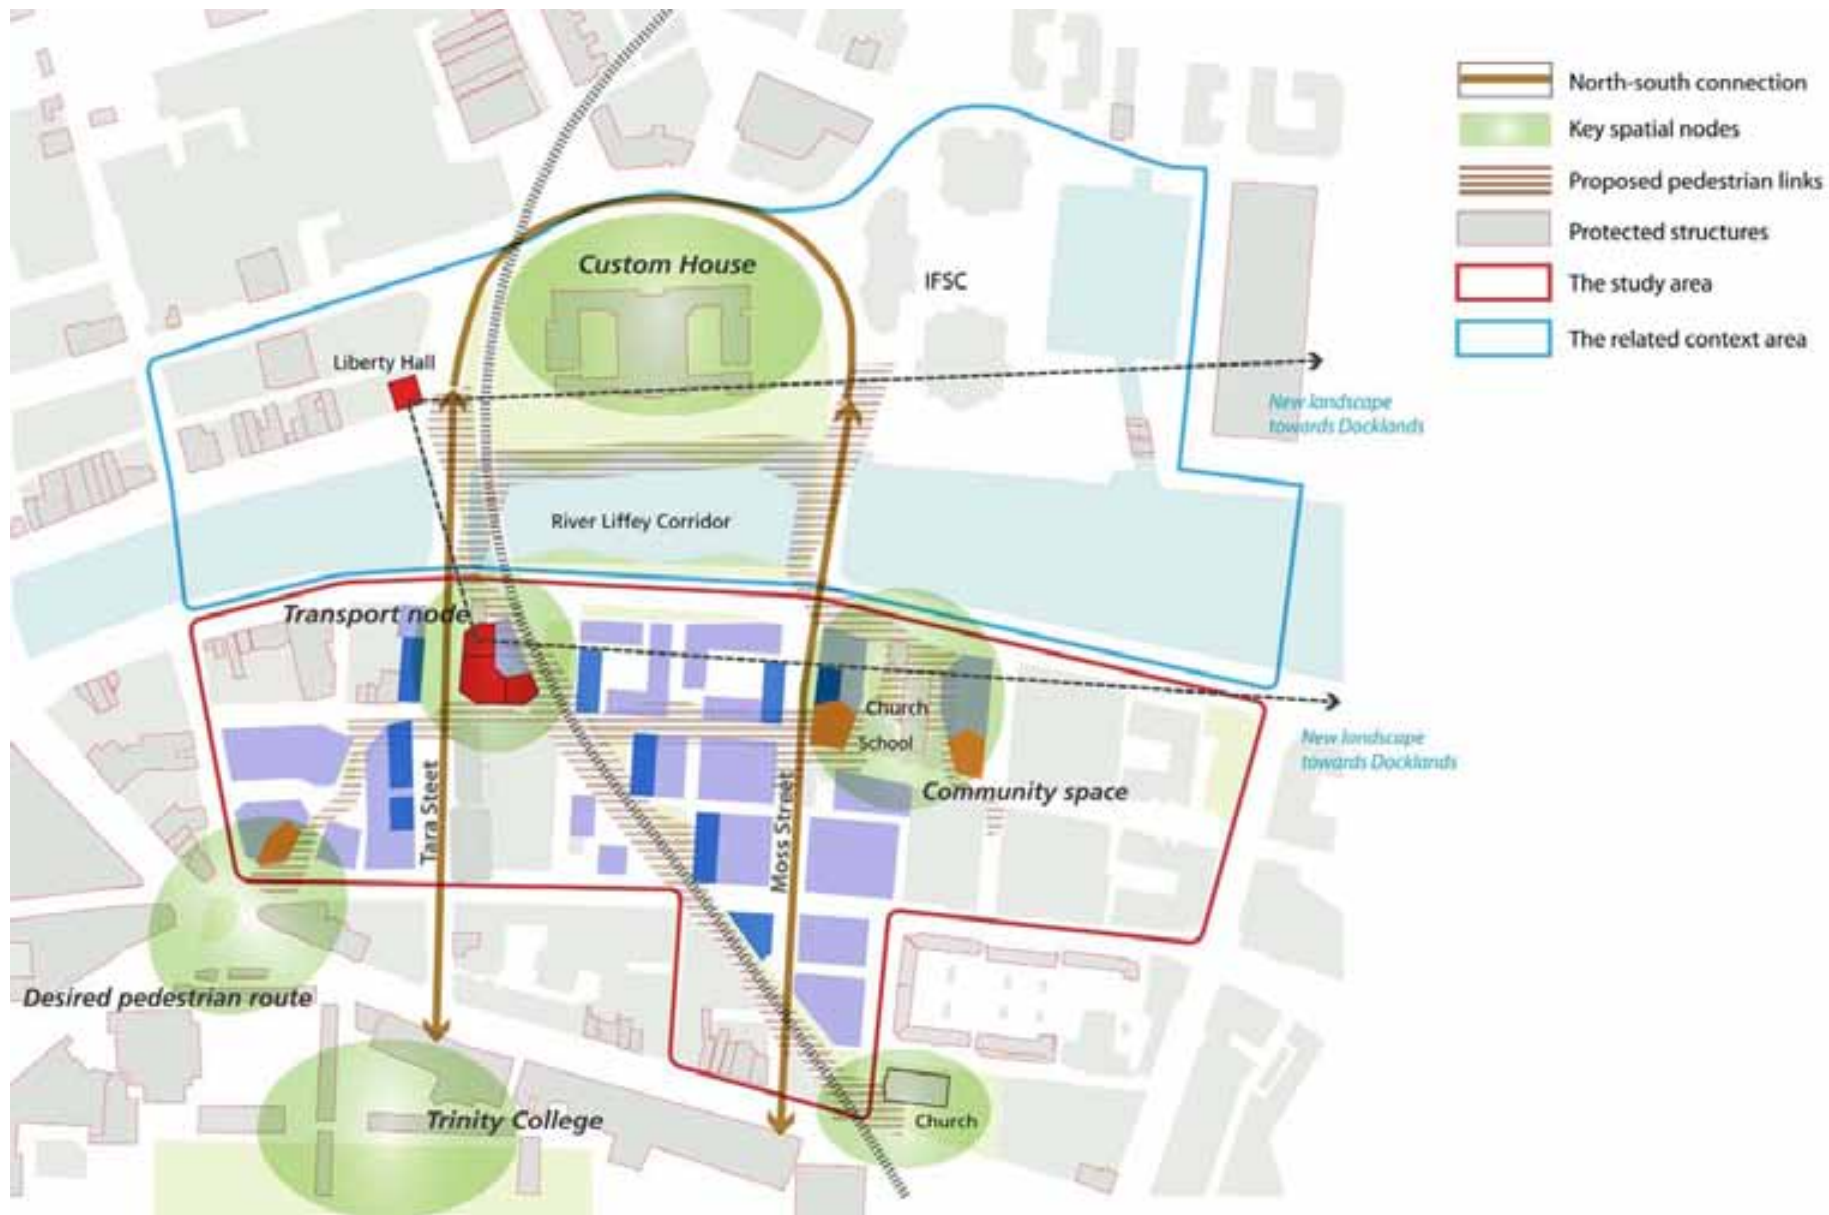 North-south connection
Key spatial nodes
Proposed pedestrian links
Protected structures
The study area
The related context area
Custom House
IFSC
Liberty Hall
New landscape
towards Docklands
River Liffey Corridor
Transport node
Church
School
New landscape
towards Docklands
Community space
Tara Steet
Moss Street
Desired pedestrian route
Trinity College
Church